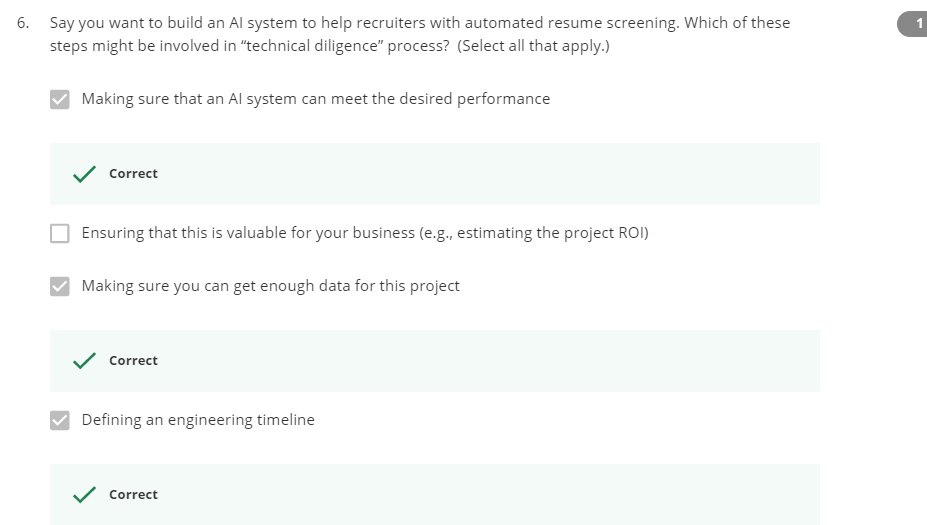 6. Say you want to build an AI system to help recruiters with automated resume screening. Which of these
steps might be involved in “technical diligence” process? (Select all that apply.)
1
Making sure that an AI system can meet the desired performance
Correct
Ensuring that this is valuable for your business (e.g., estimating the project ROI)
Making sure you can get enough data for this project
Correct
Defining an engineering timeline
Correct